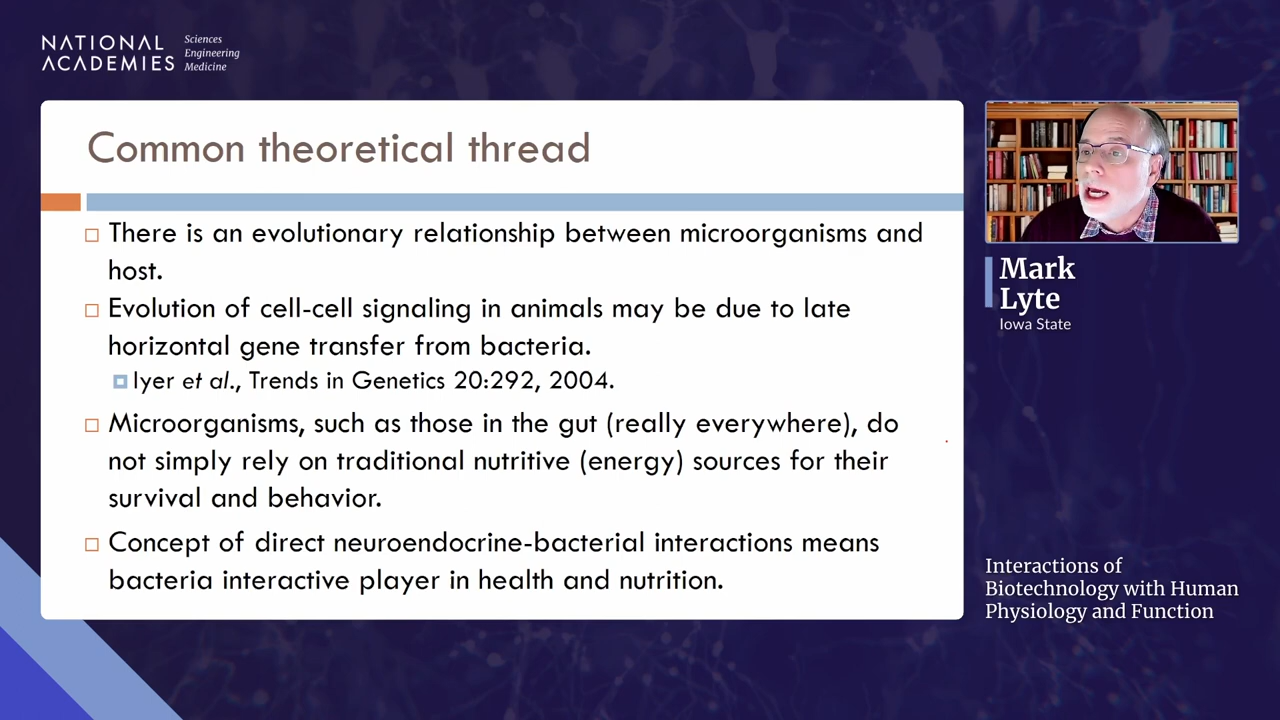 NATIONAL
ACADEMIES
Sciences
Engineering
Medicine
Common theoretical thread
There is an evolutionary relationship between microorganisms and
host.
Evolution of cell-cell signaling in animals may be due to late
horizontal gene transfer from bacteria.
Iyer et al., Trends in Genetics 20:292, 2004.
Microorganisms, such as those in the gut (really everywhere), do
not simply rely on traditional nutritive (energy) sources for their
survival and behavior.
Concept of direct neuroendocrine-bacterial interactions means
bacteria interactive player in health and nutrition.
Mark
Lyte
Iowa State
Interactions of
Biotechnology with Human
Physiology and Function